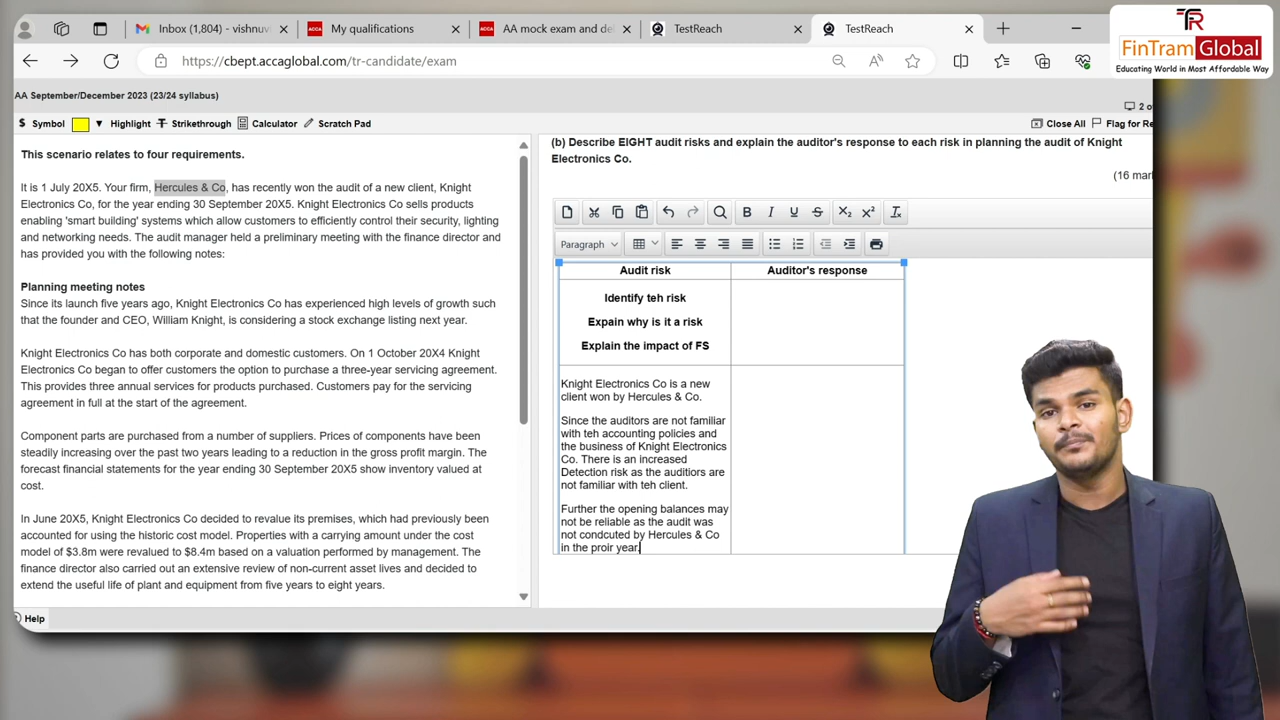 Inbox (1,804) - vishnuv
My qualifications
AA mock exam and de
TestReach
TestReach
https://cbept.accaglobal.com/tr-candidate/exam
FinTram Global
Educating World in Most Affordable Way
AA September/December 2023 (23/24 syllabus)
2 o
$ Symbol
Highlight
Strikethrough
Calculator
Scratch Pad
Close All
Flag for Re
This scenario relates to four requirements.
It is 1 July 20X5. Your firm, Hercules & Co, has recently won the audit of a new client, Knight
Electronics Co, for the year ending 30 September 20X5. Knight Electronics Co sells products
enabling 'smart building' systems which allow customers to efficiently control their security, lighting
and networking needs. The audit manager held a preliminary meeting with the finance director and
has provided you with the following notes:
Planning meeting notes
Since its launch five years ago, Knight Electronics Co has experienced high levels of growth such
that the founder and CEO, William Knight, is considering a stock exchange listing next year.
Knight Electronics Co has both corporate and domestic customers. On 1 October 20X4 Knight
Electronics Co began to offer customers the option to purchase a three-year servicing agreement.
This provides three annual services for products purchased. Customers pay for the servicing
agreement in full at the start of the agreement.
Component parts are purchased from a number of suppliers. Prices of components have been
steadily increasing over the past two years leading to a reduction in the gross profit margin. The
forecast financial statements for the year ending 30 September 20X5 show inventory valued at
cost.
In June 20X5, Knight Electronics Co decided to revalue its premises, which had previously been
accounted for using the historic cost model. Properties with a carrying amount under the cost
model of $3.8m were revalued to $8.4m based on a valuation performed by management. The
finance director also carried out an extensive review of non-current asset lives and decided to
extend the useful life of plant and equipment from five years to eight years.
Help
(b) Describe EIGHT audit risks and explain the auditor's response to each risk in planning the audit of Knight
Electronics Co.
(16 mar
Paragraph
Audit risk
Auditor's response
Identify teh risk
Expain why is it a risk
Explain the impact of FS
Knight Electronics Co is a new
client won by Hercules & Co.
Since the auditors are not familiar
with teh accounting policies and
the business of Knight Electronics
Co. There is an increased
Detection risk as the auditiors are
not familiar with teh client.
Further the opening balances may
not be reliable as the audit was
not condcuted by Hercules & Co
in the proir year.